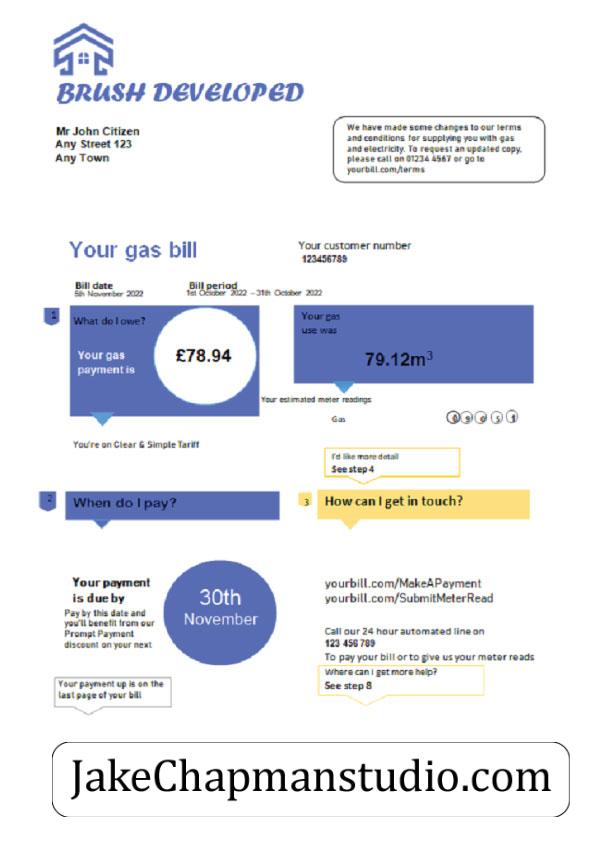 BRUSH DEVELOPED
Mr John Citizen
Any Street 123
Any Town
We have made some changes to our terms
and conditions for supplying you with gas
and electricity. To request an updated copy,
please call on 01234 4567 or go to
yourbill.com/terms
Your gas bill
Your customer number
123456789
Bill date
5th November 2022
Bill period
1st October 2022 – 31th October 2022
1
What do I owe?
Your gas
payment is
£78.94
Your gas
use was
79.12m³
Your estimated meter readings
Gas
You're on Clear & Simple Tariff
I'd like more detail
See step 4
2
When do I pay?
3
How can I get in touch?
Your payment
is due by
Pay by this date and
you'll benefit from our
Prompt Payment
discount on your next
30th
November
yourbill.com/MakeAPayment
yourbill.com/SubmitMeterRead
Call our 24 hour automated line on
123 456 789
To pay your bill or to give us your meter reads
Where can I get more help?
See step 8
Your payment up is on the
last page of your bill
JakeChapmanstudio.com